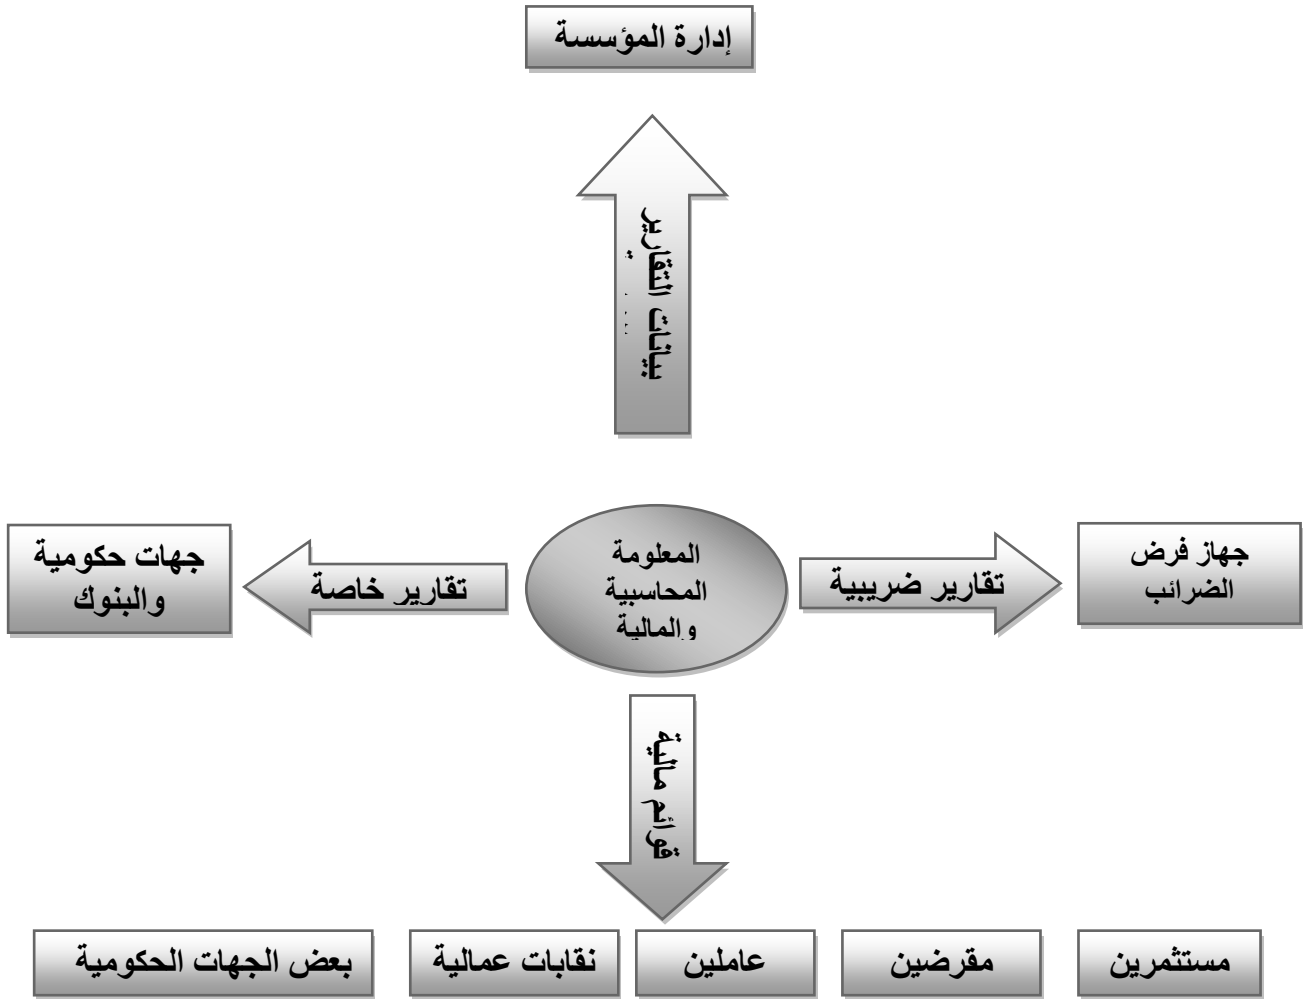 إدارة المؤسسة
بيانات التقارير
جهاز فرض
الضرائب
تقارير ضريبية
المعلومة
المحاسبية
والمالية
تقارير خاصة
جهات حكومية
والبنوك
قوائم مالية
مستثمرين
مقرضين
عاملين
نقابات عمالية
بعض الجهات الحكومية